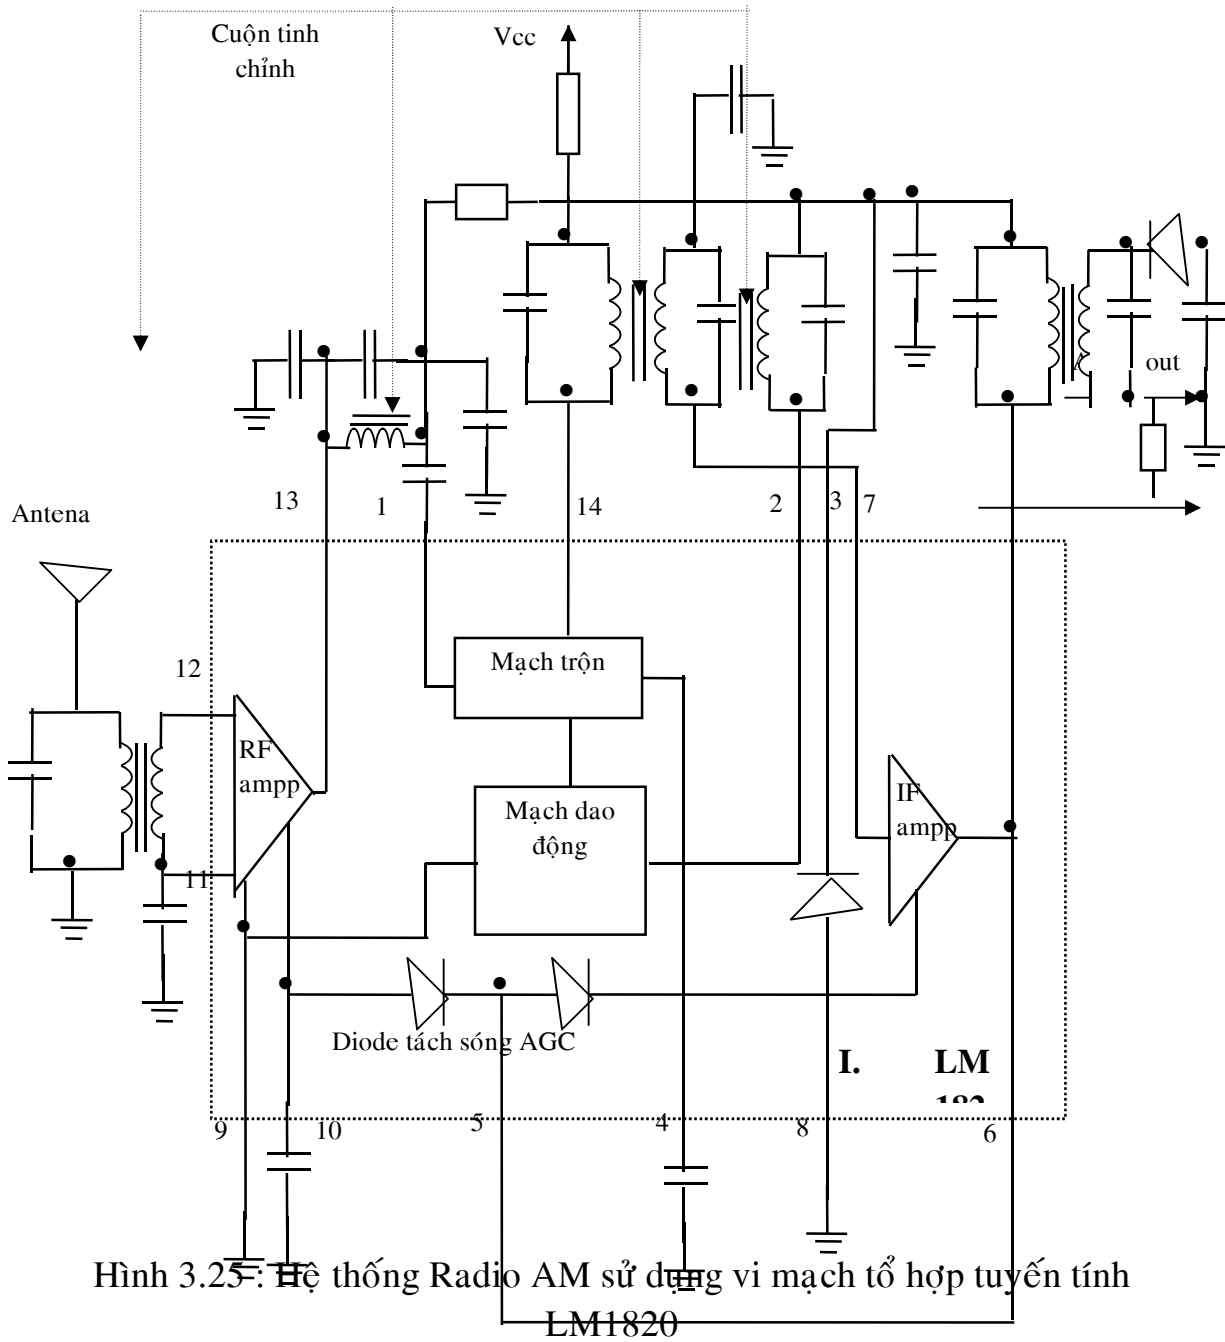 Cuộn tinh
chỉnh
Vcc
out
13
1
14
2
3
7
Antena
12
Mạch trộn
RF
ampp
Mạch dao
động
IF
ampp
11
Diode tách sóng AGC
I. LM
182
9
10
5
4
8
6
Hình 3.25 : Hệ thống Radio AM sử dụng vi mạch tổ hợp tuyến tính
LM1820